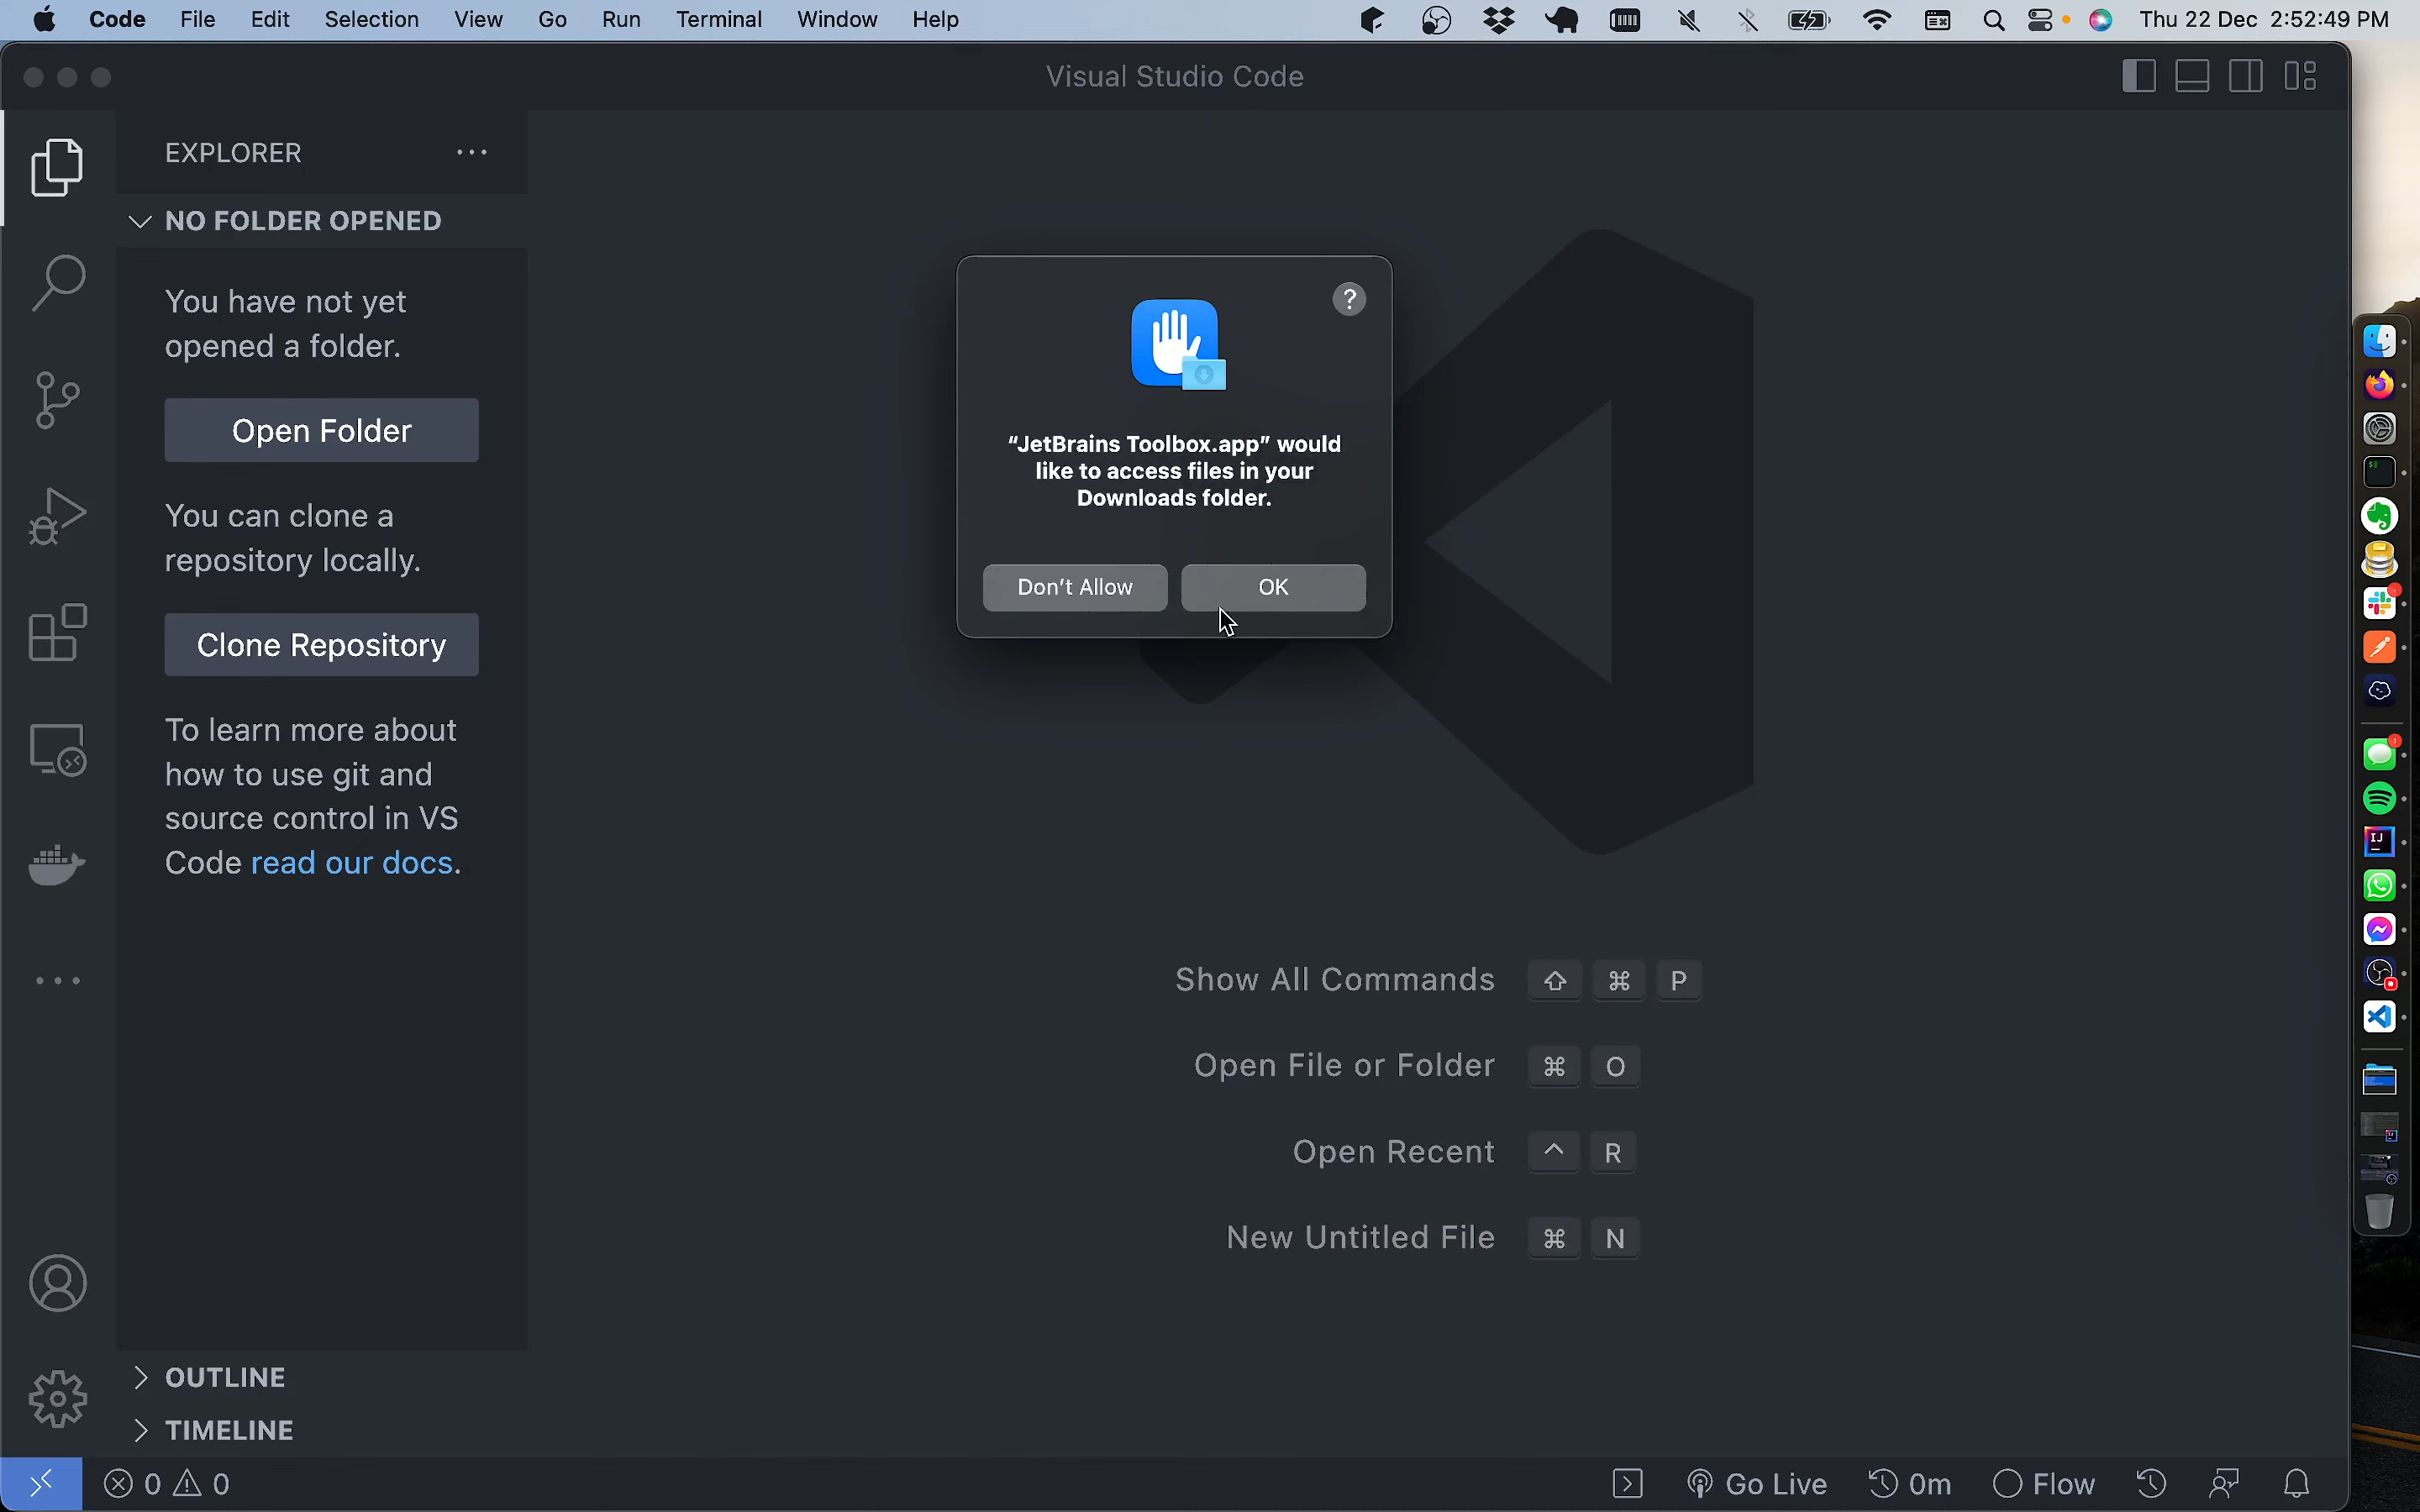 Code File Edit Selection View Go Run Terminal Window Help Thu 22 Dec 2:52:49 PM
Visual Studio Code
EXPLORER
NO FOLDER OPENED
You have not yet
opened a folder.
Open Folder
You can clone a
repository locally.
Clone Repository
To learn more about
how to use git and
source control in VS
Code read our docs.
?
“JetBrains Toolbox.app” would
like to access files in your
Downloads folder.
Don't Allow OK
Show All Commands ⇧ ⌘ P
Open File or Folder ⌘ O
Open Recent ^ R
New Untitled File ⌘ N
IJ
OUTLINE
TIMELINE
0 0 Go Live 0m Flow